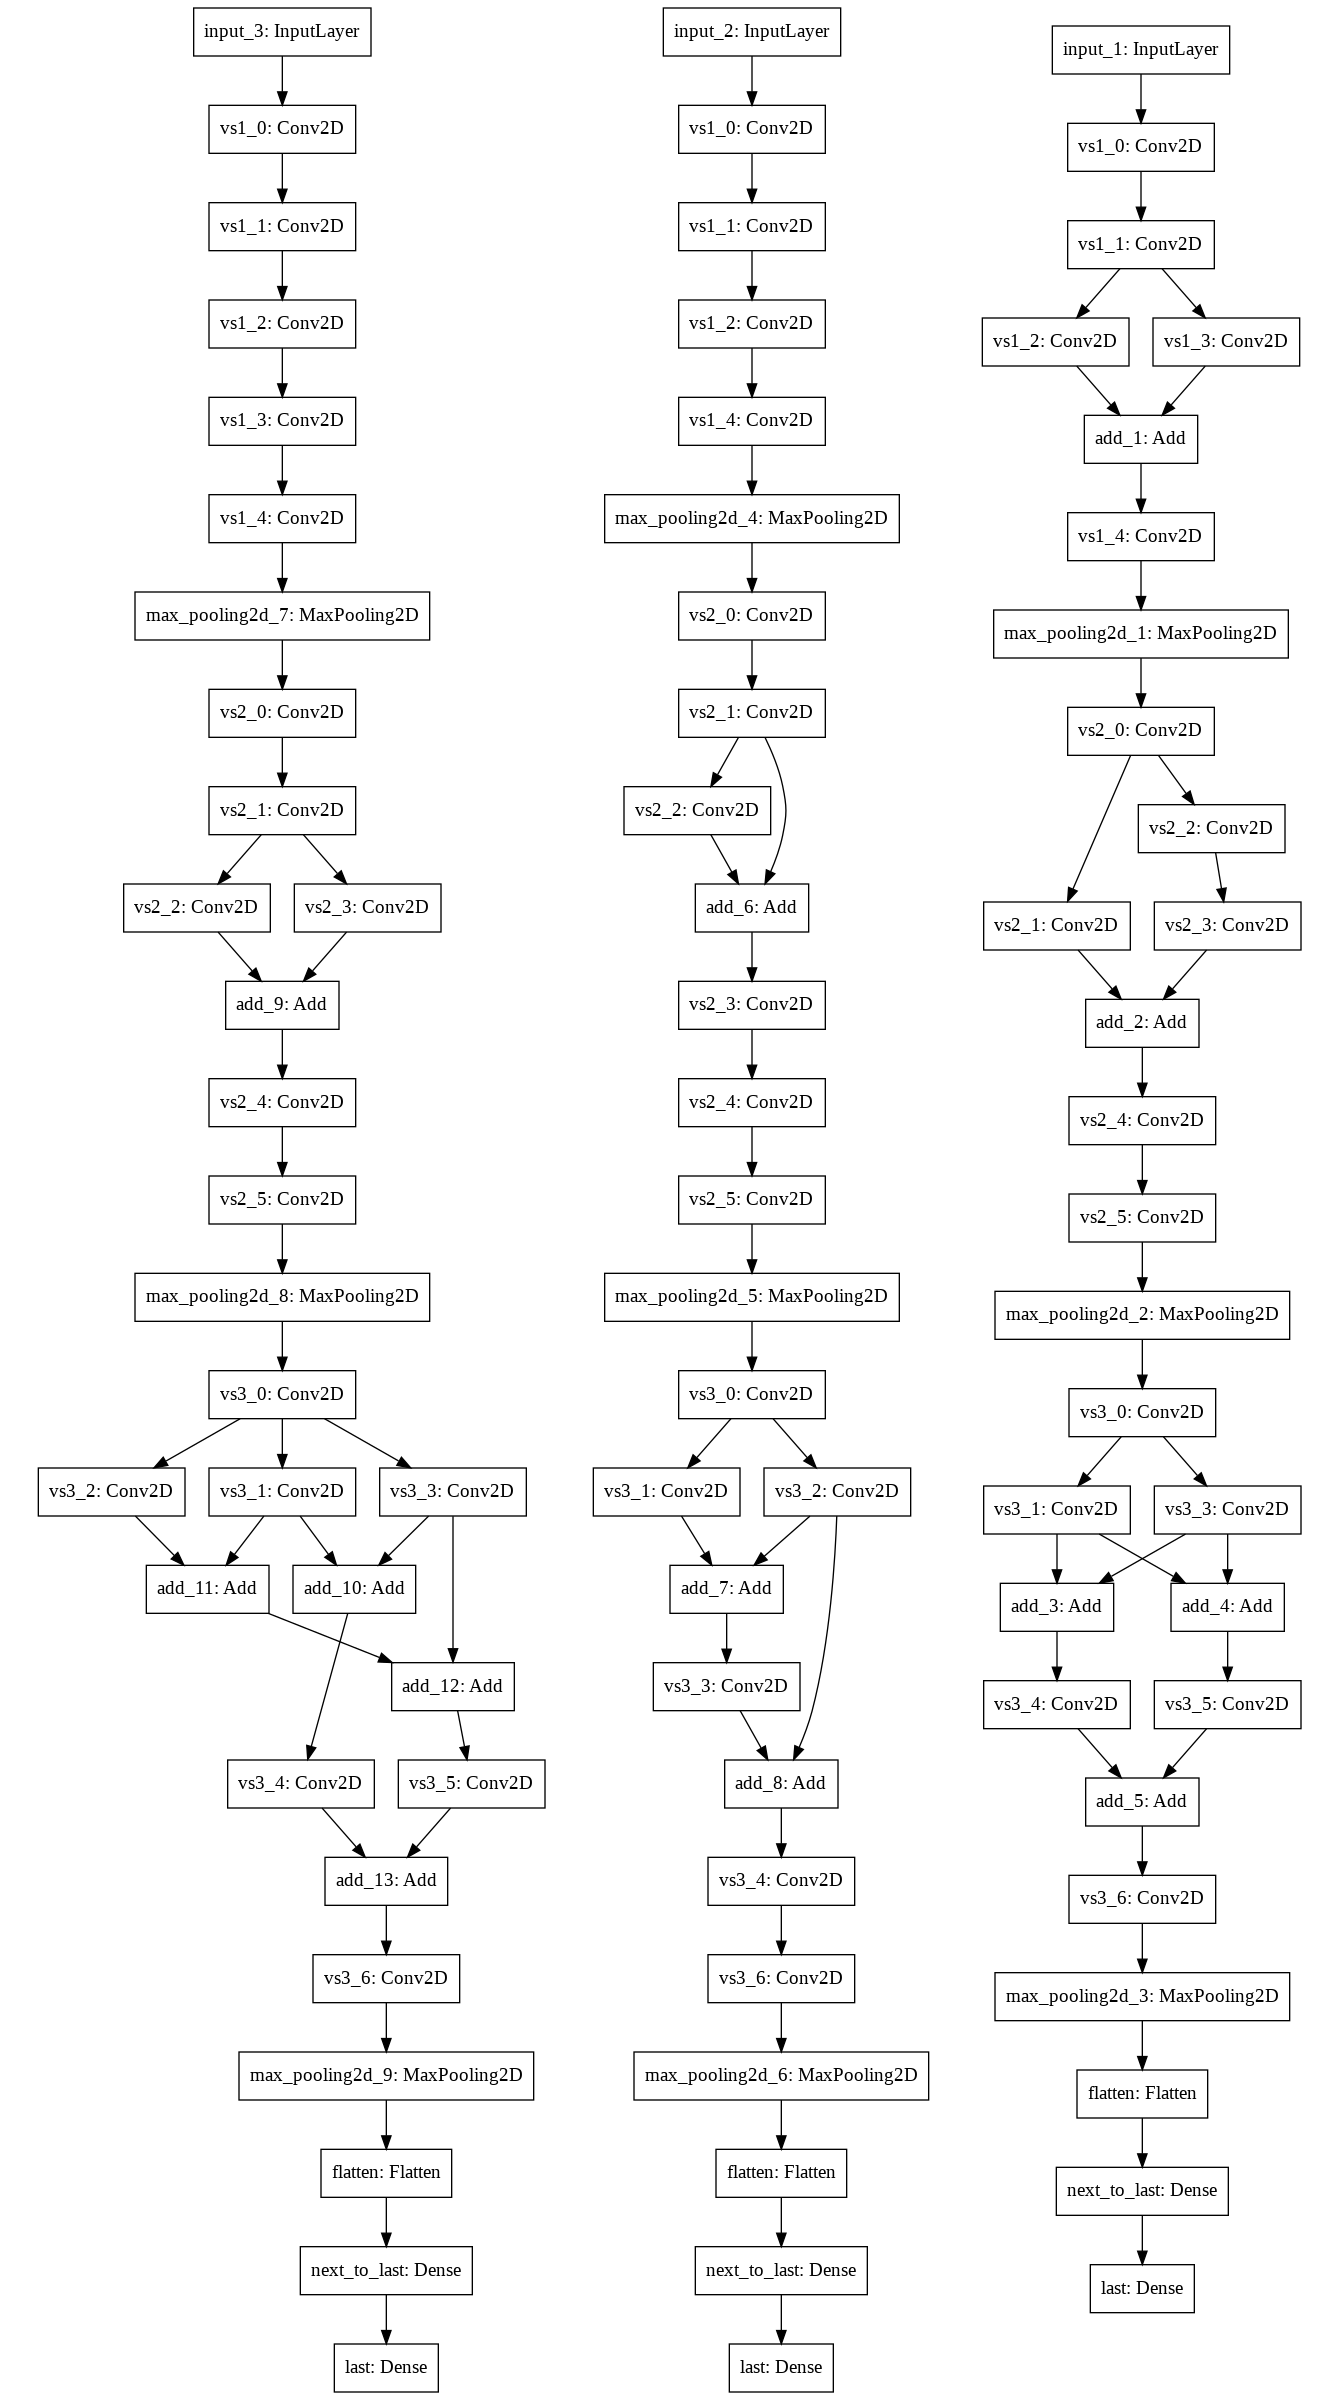 input_3: InputLayer
vs1_0: Conv2D
vs1_1: Conv2D
vs1_2: Conv2D
vs1_3: Conv2D
vs1_4: Conv2D
max_pooling2d_7: MaxPooling2D
vs2_0: Conv2D
vs2_1: Conv2D
vs2_2: Conv2D
vs2_3: Conv2D
add_9: Add
vs2_4: Conv2D
vs2_5: Conv2D
max_pooling2d_8: MaxPooling2D
vs3_0: Conv2D
vs3_2: Conv2D
vs3_1: Conv2D
vs3_3: Conv2D
add_11: Add
add_10: Add
add_12: Add
vs3_4: Conv2D
vs3_5: Conv2D
add_13: Add
vs3_6: Conv2D
max_pooling2d_9: MaxPooling2D
flatten: Flatten
next_to_last: Dense
last: Dense
input_2: InputLayer
vs1_0: Conv2D
vs1_1: Conv2D
vs1_2: Conv2D
vs1_4: Conv2D
max_pooling2d_4: MaxPooling2D
vs2_0: Conv2D
vs2_1: Conv2D
vs2_2: Conv2D
add_6: Add
vs2_3: Conv2D
vs2_4: Conv2D
vs2_5: Conv2D
max_pooling2d_5: MaxPooling2D
vs3_0: Conv2D
vs3_1: Conv2D
vs3_2: Conv2D
add_7: Add
vs3_3: Conv2D
add_8: Add
vs3_4: Conv2D
vs3_6: Conv2D
max_pooling2d_6: MaxPooling2D
flatten: Flatten
next_to_last: Dense
last: Dense
input_1: InputLayer
vs1_0: Conv2D
vs1_1: Conv2D
vs1_2: Conv2D
vs1_3: Conv2D
add_1: Add
vs1_4: Conv2D
max_pooling2d_1: MaxPooling2D
vs2_0: Conv2D
vs2_2: Conv2D
vs2_1: Conv2D
vs2_3: Conv2D
add_2: Add
vs2_4: Conv2D
vs2_5: Conv2D
max_pooling2d_2: MaxPooling2D
vs3_0: Conv2D
vs3_1: Conv2D
vs3_3: Conv2D
add_3: Add
add_4: Add
vs3_4: Conv2D
vs3_5: Conv2D
add_5: Add
vs3_6: Conv2D
max_pooling2d_3: MaxPooling2D
flatten: Flatten
next_to_last: Dense
last: Dense